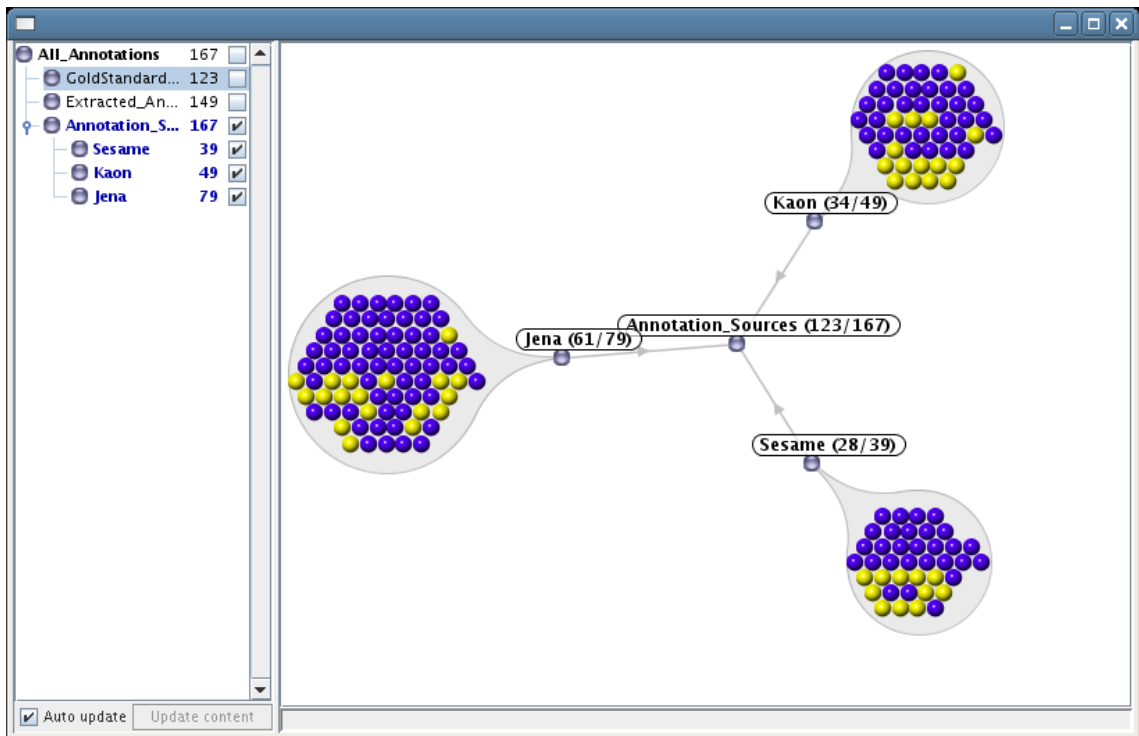 All_Annotations 167
GoldStandard... 123
Extracted_An... 149
Annotation_S... 167
Sesame 39
Kaon 49
Jena 79
Kaon (34/49)
Annotation_Sources (123/167)
Jena (61/79)
Sesame (28/39)
Auto update Update content